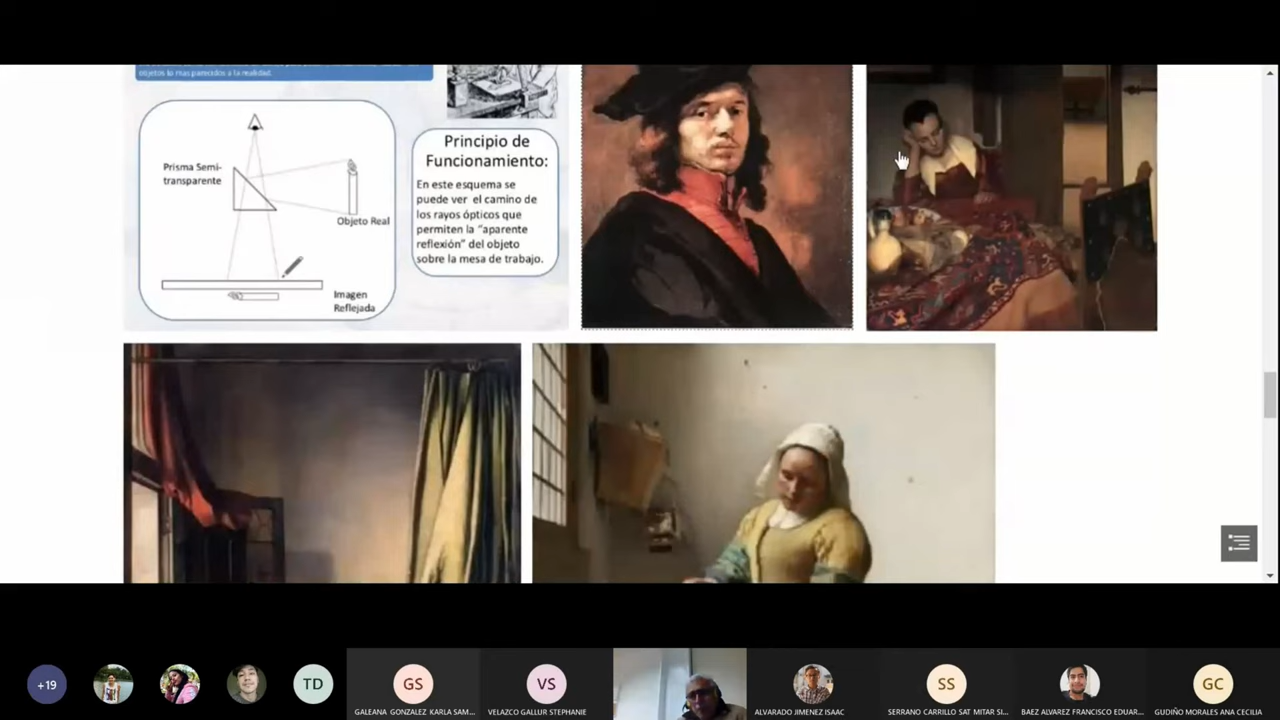 objetos lo mas parecidos a la realidad.
Prisma Semi-
transparente
Objeto Real
Imagen
Reflejada
Principio de
Funcionamiento:
En este esquema se
puede ver el camino de
los rayos ópticos que
permiten la “aparente
reflexión” del objeto
sobre la mesa de trabajo.
+19
TD
GS
GALEANA GONZALEZ KARLA SAM...
VS
VELAZCO GALLUR STEPHANIE
ALVARADO JIMENEZ ISAAC
SS
SERRANO CARRILLO SAT MITAR SI...
BAEZ ALVAREZ FRANCISCO EDUAR...
GC
GUDIÑO MORALES ANA CECILIA